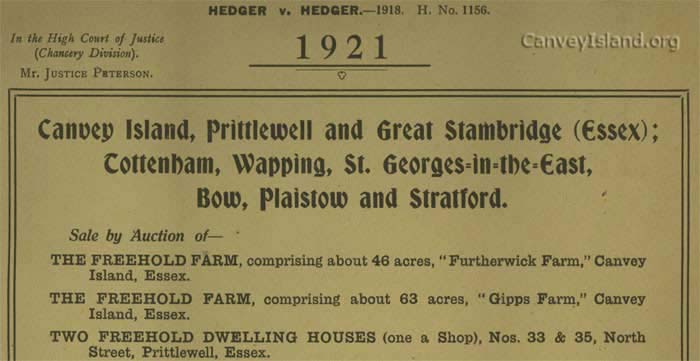 HEDGER v. HEDGER.—1918. H. No. 1156.
In the High Court of Justice
(Chancery Division).
Mr. Justice Peterson.
1921
CanveyIsland.org
Canvey Island, Prittlewell and Great Stambridge (Essex);
Tottenham, Wapping, St. Georges=in=the=East,
Bow, Plaistow and Stratford.
Sale by Auction of—
THE FREEHOLD FARM, comprising about 46 acres, "Furtherwick Farm," Canvey
Island, Essex.
THE FREEHOLD FARM, comprising about 63 acres, "Gipps Farm," Canvey
Island, Essex.
TWO FREEHOLD DWELLING HOUSES (one a Shop), Nos. 33 & 35, North
Street, Prittlewell, Essex.